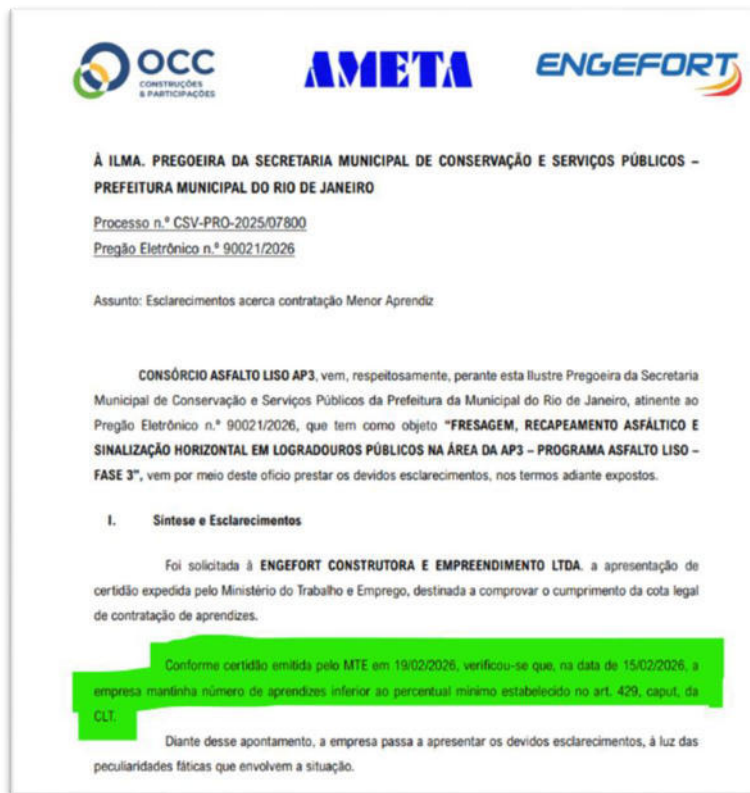 OCC
CONSTRUÇÕES
& PARTICIPAÇÕES
AMETA
ENGEFORT
À ILMA. PREGOEIRA DA SECRETARIA MUNICIPAL DE CONSERVAÇÃO E SERVIÇOS PÚBLICOS –
PREFEITURA MUNICIPAL DO RIO DE JANEIRO
Processo n.º CSV-PRO-2025/07800
Pregão Eletrônico n.º 90021/2026
Assunto: Esclarecimentos acerca contratação Menor Aprendiz
CONSÓRCIO ASFALTO LISO AP3, vem, respeitosamente, perante esta Ilustre Pregoeira da Secretaria
Municipal de Conservação e Serviços Públicos da Prefeitura da Municipal do Rio de Janeiro, atinente ao
Pregão Eletrônico n.º 90021/2026, que tem como objeto "FRESAGEM, RECAPEAMENTO ASFÁLTICO E
SINALIZAÇÃO HORIZONTAL EM LOGRADOUROS PÚBLICOS NA ÁREA DA AP3 – PROGRAMA ASFALTO LISO –
FASE 3", vem por meio deste ofício prestar os devidos esclarecimentos, nos termos adiante expostos.
I. Síntese e Esclarecimentos
Foi solicitada à ENGEFORT CONSTRUTORA E EMPREENDIMENTO LTDA. a apresentação de
certidão expedida pelo Ministério do Trabalho e Emprego, destinada a comprovar o cumprimento da cota legal
de contratação de aprendizes.
Conforme certidão emitida pelo MTE em 19/02/2026, verificou-se que, na data de 15/02/2026, a
empresa mantinha número de aprendizes inferior ao percentual mínimo estabelecido no art. 429, caput, da
CLT.
Diante desse apontamento, a empresa passa a apresentar os devidos esclarecimentos, à luz das
peculiaridades fáticas que envolvem a situação.